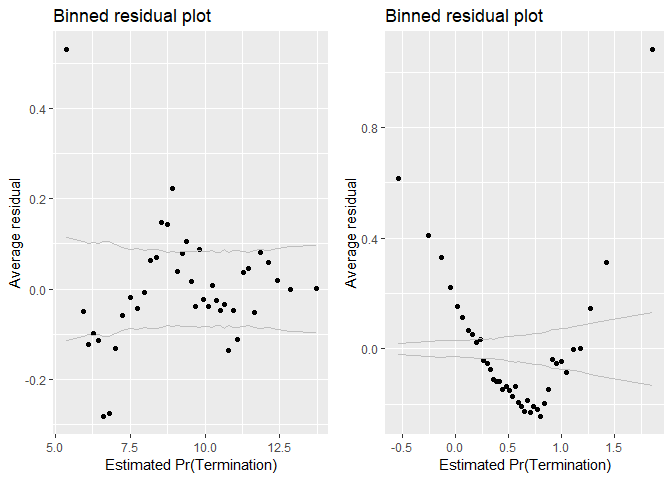 Binned residual plot
0.4
0.2
0.0
-0.2
Average residual
5.0 7.5 10.0 12.5
Estimated Pr(Termination)
Binned residual plot
0.8
0.4
0.0
Average residual
-0.5 0.0 0.5 1.0 1.5
Estimated Pr(Termination)